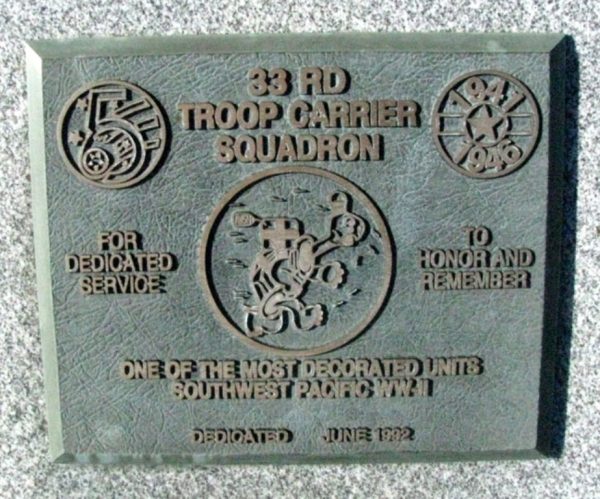 33 RD
TROOP CARRIER
SQUADRON
5
1941
1946
FOR
DEDICATED
SERVICE
TO
HONOR AND
REMEMBER
ONE OF THE MOST DECORATED UNITS
SOUTHWEST PACIFIC WW-II
DEDICATED JUNE 1992